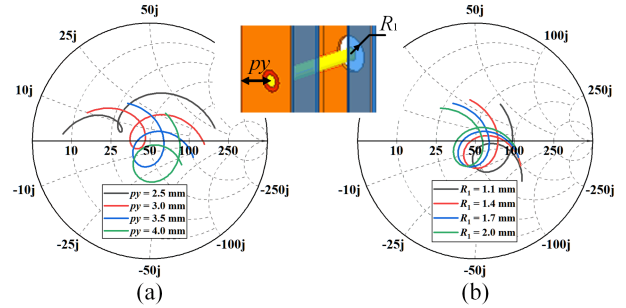 50j
25j
10j
10
25
50
100
250
-10j
-25j
-50j
-100j
py = 2.5 mm
py = 3.0 mm
py = 3.5 mm
py = 4.0 mm
(a)
py
R1
50j
25j
100j
10j
250j
10
25
50
100
250
-10j
-250j
-25j
-100j
-50j
R1 = 1.1 mm
R1 = 1.4 mm
R1 = 1.7 mm
R1 = 2.0 mm
(b)